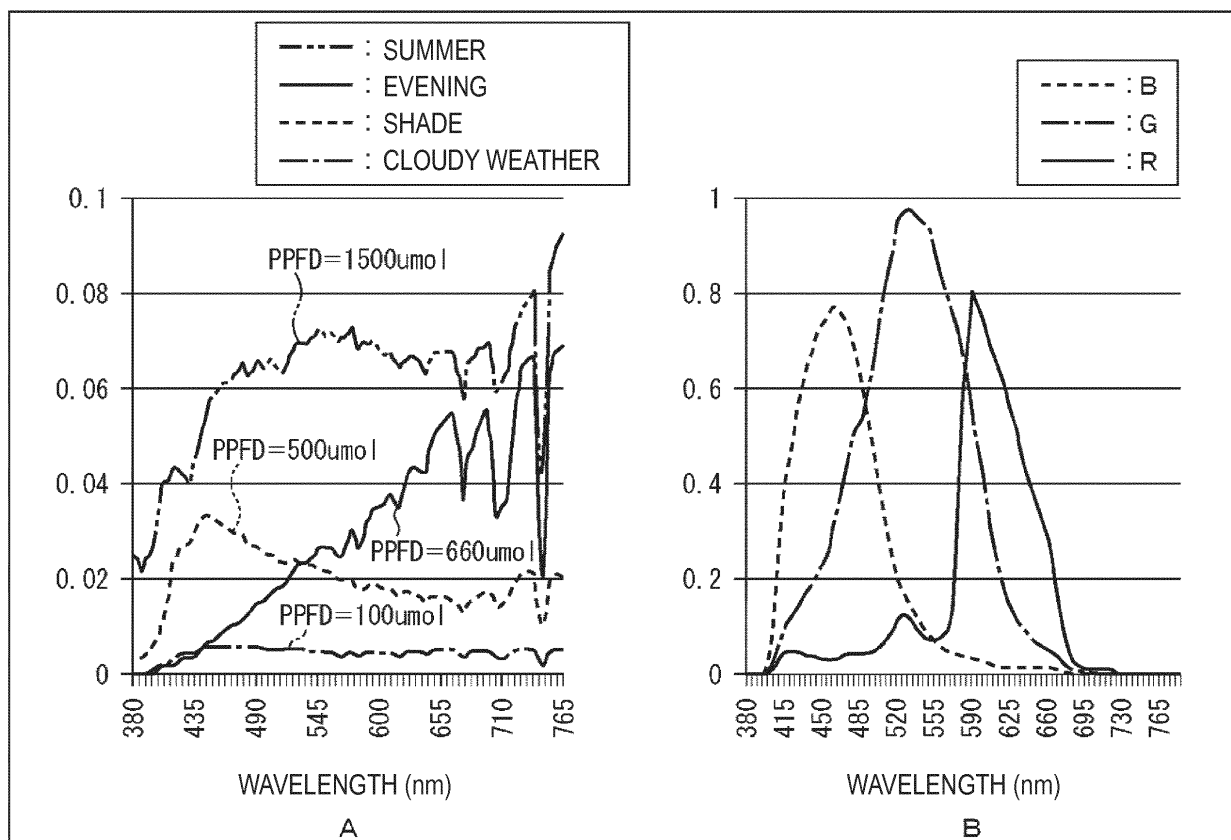 : SUMMER
: EVENING
: SHADE
: CLOUDY WEATHER
0.1
0.08
0.06
0.04
0.02
0
PPFD=1500umol
PPFD=500umol
PPFD=660umol
PPFD=100umol
380
435
490
545
600
655
710
765
WAVELENGTH (nm)
A
: B
: G
: R
1
0.8
0.6
0.4
0.2
0
380
415
450
485
520
555
590
625
660
695
730
765
WAVELENGTH (nm)
B